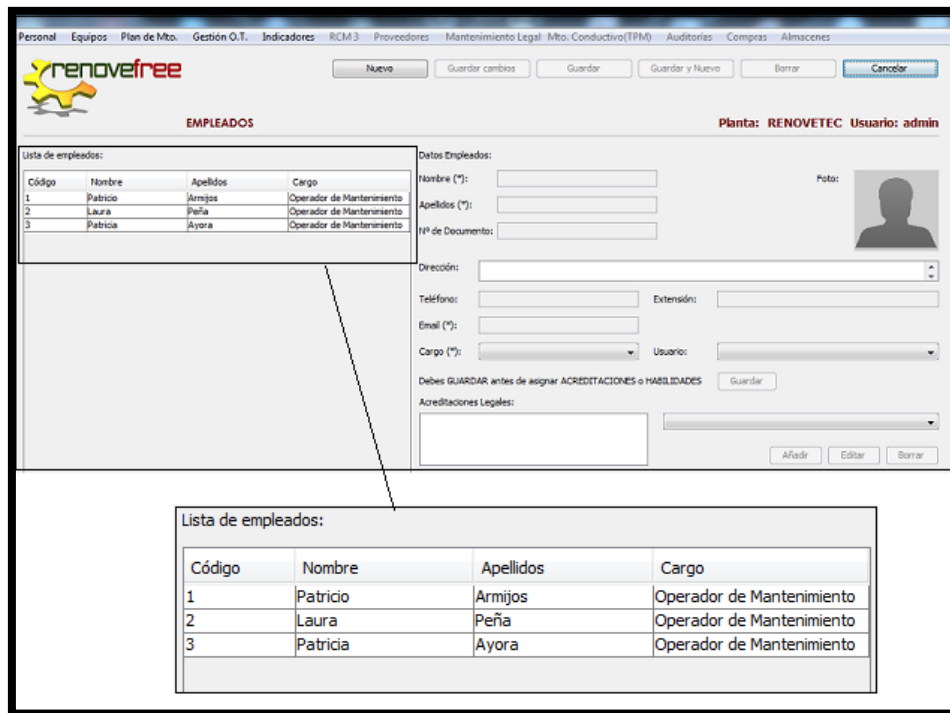 Personal Equipos Plan de Mto. Gestión O.T. Indicadores RCM3 Proveedores Mantenimiento Legal Mto. Conductivo(TPM) Auditorías Compras Almacenes
renovefree
Nuevo Guardar cambios Guardar Guardar y Nuevo Borrar Cancelar
EMPLEADOS
Planta: RENOVETEC Usuario: admin
Lista de empleados:
Código Nombre Apellidos Cargo
1 Patricio Armijos Operador de Mantenimiento
2 Laura Peña Operador de Mantenimiento
3 Patricia Ayora Operador de Mantenimiento
Datos Empleados:
Nombre (*): Foto:
Apellidos (*):
Nº de Documento:
Dirección:
Teléfono: Extensión:
Email (*):
Cargo (*): Usuario:
Debes GUARDAR antes de asignar ACREDITACIONES o HABILIDADES Guardar
Acreditaciones Legales:
Añadir Editar Borrar
Lista de empleados:
Código Nombre Apellidos Cargo
1 Patricio Armijos Operador de Mantenimiento
2 Laura Peña Operador de Mantenimiento
3 Patricia Ayora Operador de Mantenimiento